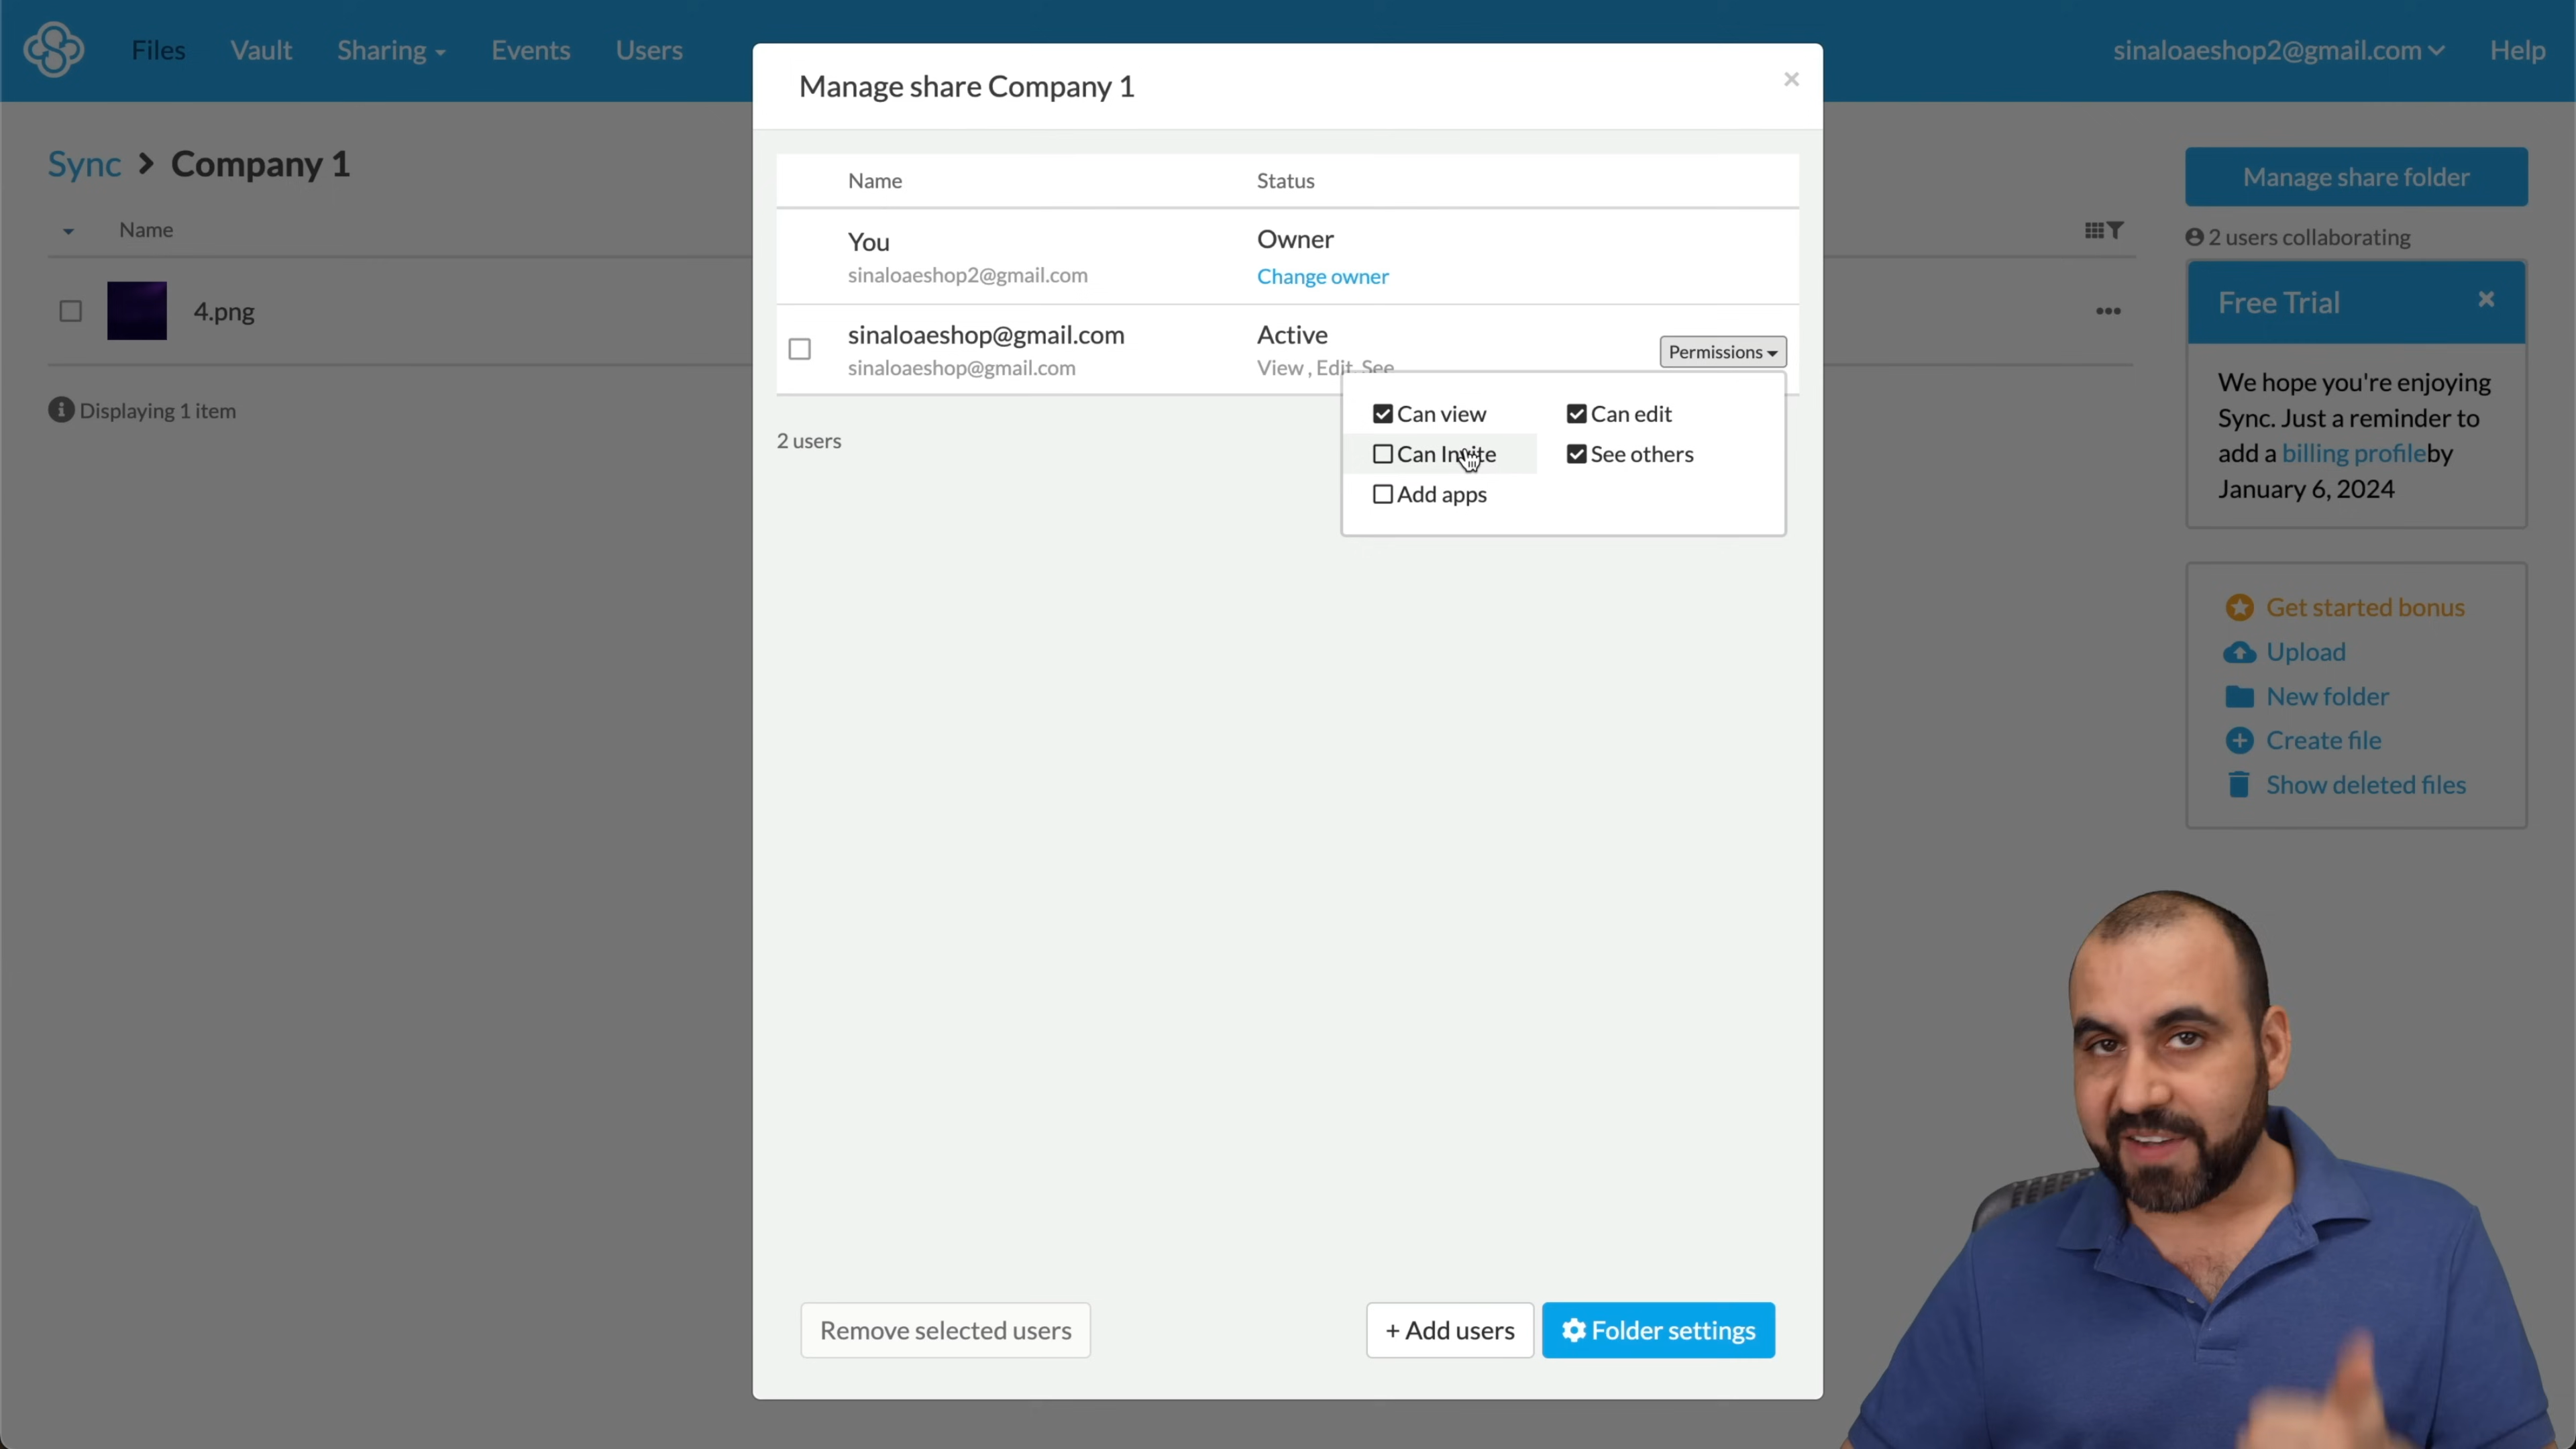 Files Vault Sharing Events Users
sinaloaeshop2@gmail.com Help
Sync > Company 1
Name
4.png
Displaying 1 item
Manage share Company 1
×
Name Status
You Owner
sinaloaeshop2@gmail.com Change owner
sinaloaeshop@gmail.com Active
sinaloaeshop@gmail.com View , Edit See
Permissions
Can view Can edit
Can Invite See others
Add apps
2 users
Remove selected users + Add users Folder settings
Manage share folder
2 users collaborating
Free Trial ×
We hope you're enjoying
Sync. Just a reminder to
add a billing profileby
January 6, 2024
Get started bonus
Upload
New folder
Create file
Show deleted files